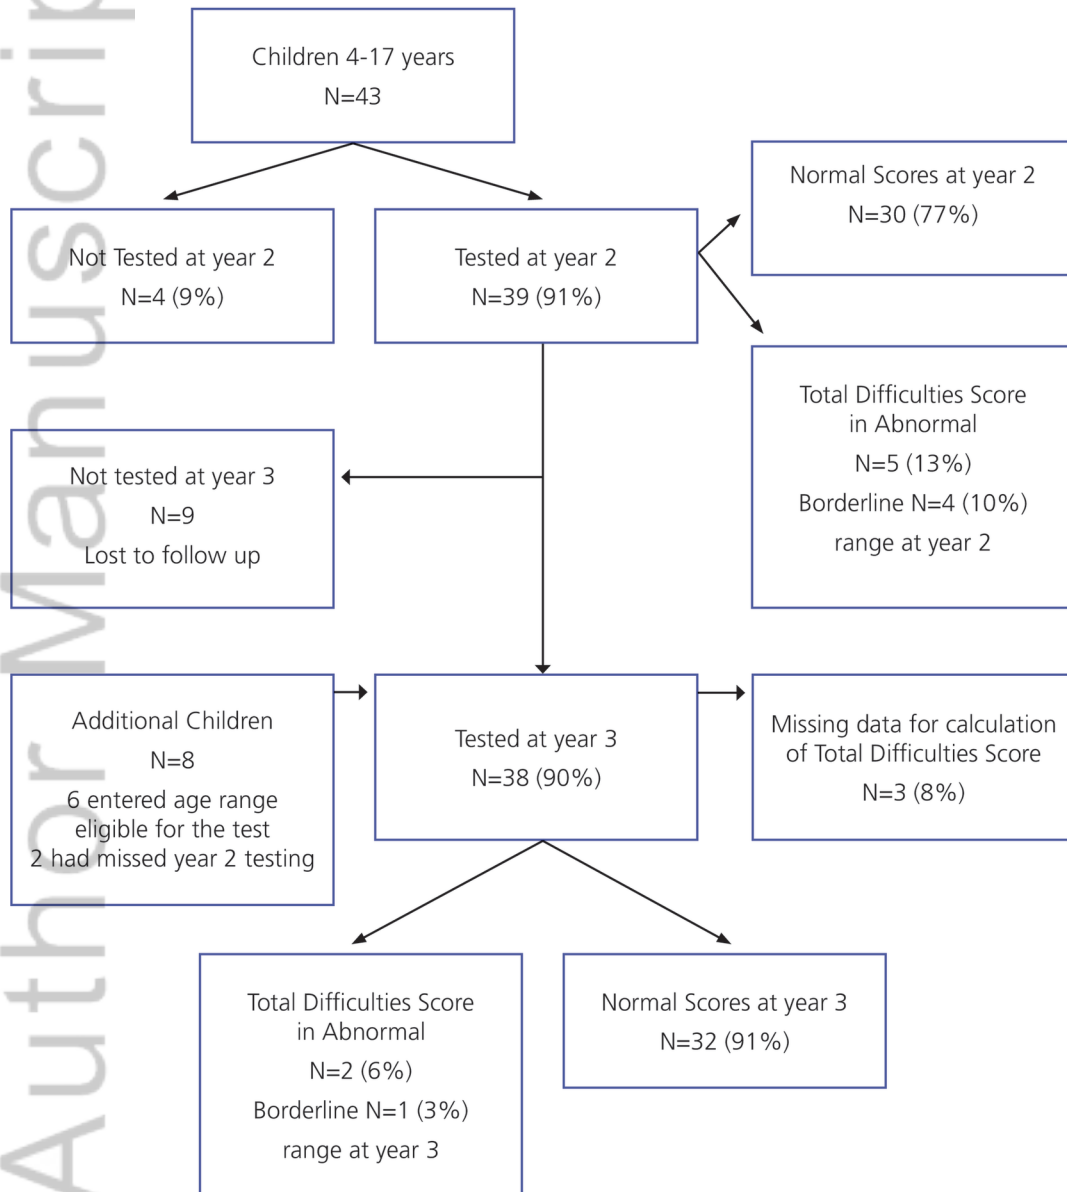 Author Manuscrip
Children 4-17 years
N=43
Not Tested at year 2
N=4 (9%)
Tested at year 2
N=39 (91%)
Normal Scores at year 2
N=30 (77%)
Total Difficulties Score
in Abnormal
N=5 (13%)
Borderline N=4 (10%)
range at year 2
Not tested at year 3
N=9
Lost to follow up
Additional Children
N=8
6 entered age range
eligible for the test
2 had missed year 2 testing
Tested at year 3
N=38 (90%)
Missing data for calculation
of Total Difficulties Score
N=3 (8%)
Total Difficulties Score
in Abnormal
N=2 (6%)
Borderline N=1 (3%)
range at year 3
Normal Scores at year 3
N=32 (91%)